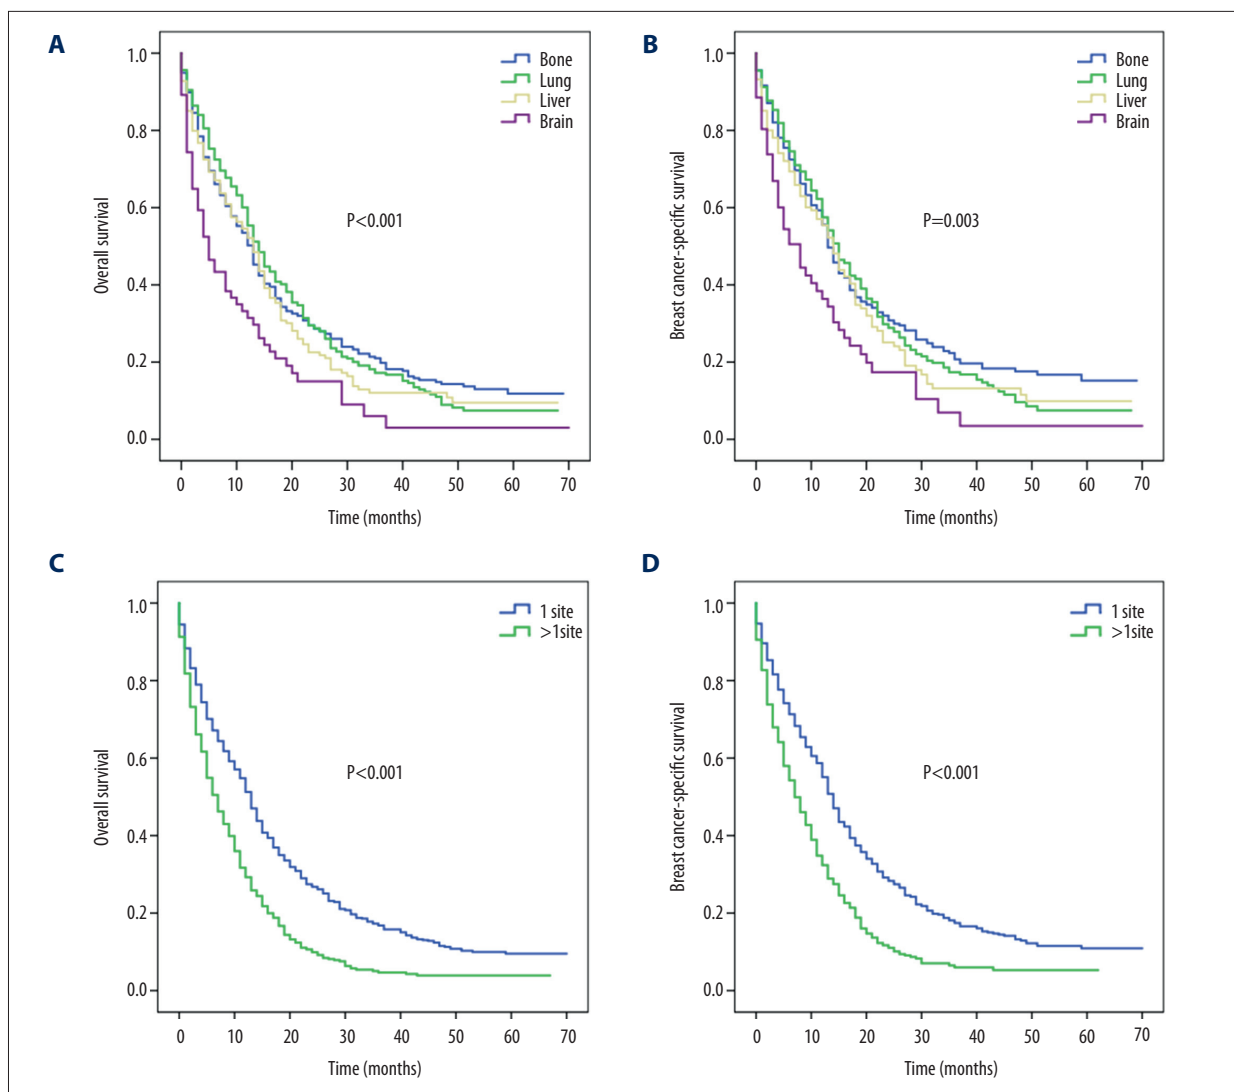 A
Overall survival
1.0
0.8
0.6
0.4
0.2
0.0
Bone
Lung
Liver
Brain
P<0.001
0 10 20 30 40 50 60 70
Time (months)
B
Breast cancer-specific survival
1.0
0.8
0.6
0.4
0.2
0.0
Bone
Lung
Liver
Brain
P=0.003
0 10 20 30 40 50 60 70
Time (months)
C
Overall survival
1.0
0.8
0.6
0.4
0.2
0.0
1 site
>1site
P<0.001
0 10 20 30 40 50 60 70
Time (months)
D
Breast cancer-specific survival
1.0
0.8
0.6
0.4
0.2
0.0
1 site
>1site
P<0.001
0 10 20 30 40 50 60 70
Time (months)